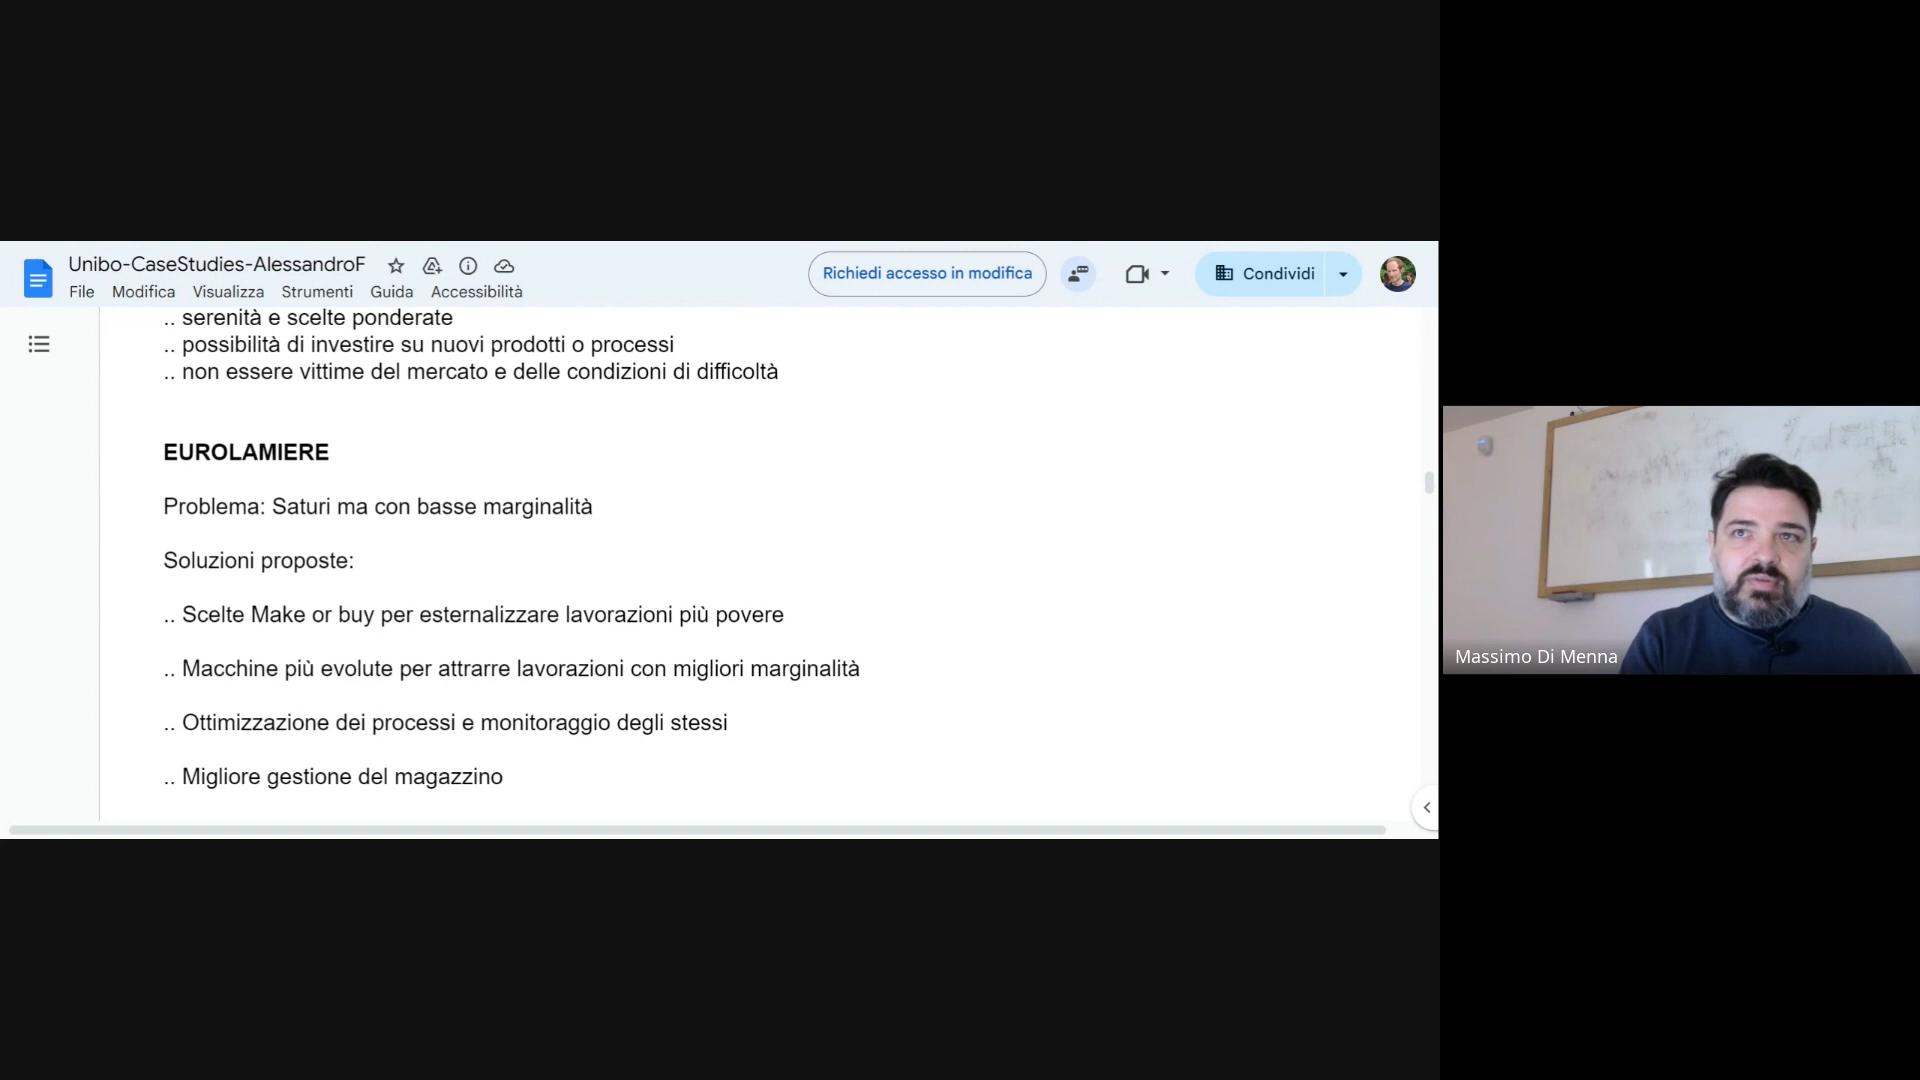 Unibo-CaseStudies-AlessandroF
File Modifica Visualizza Strumenti Guida Accessibilità
Richiedi accesso in modifica
Condividi
.. serenità e scelte ponderate
.. possibilità di investire su nuovi prodotti o processi
.. non essere vittime del mercato e delle condizioni di difficoltà
EUROLAMIERE
Problema: Saturi ma con basse marginalità
Soluzioni proposte:
.. Scelte Make or buy per esternalizzare lavorazioni più povere
.. Macchine più evolute per attrarre lavorazioni con migliori marginalità
.. Ottimizzazione dei processi e monitoraggio degli stessi
.. Migliore gestione del magazzino
Massimo Di Menna